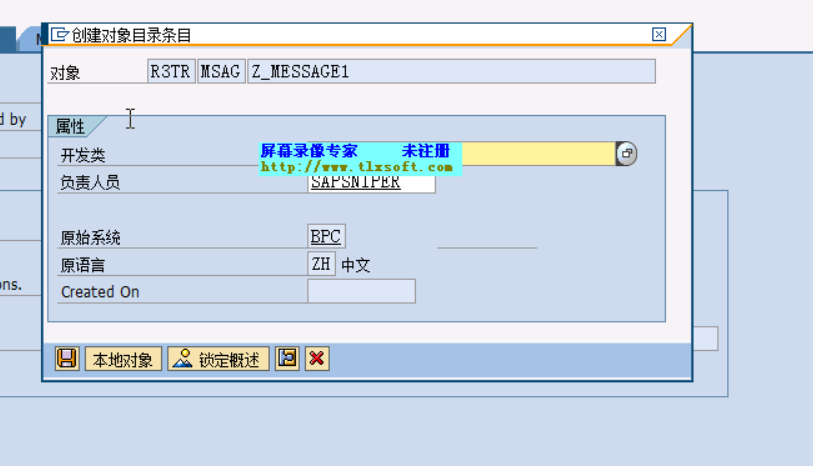 创建对象目录条目
对象 R3TR MSAG Z_MESSAGE1
d by
属性
开发类 屏幕录像专家 未注册
http://www.tlxsoft.com
负责人员 SAPSNIPER
原始系统 BPC
原语言 ZH 中文
ons.
Created On
本地对象 锁定概述